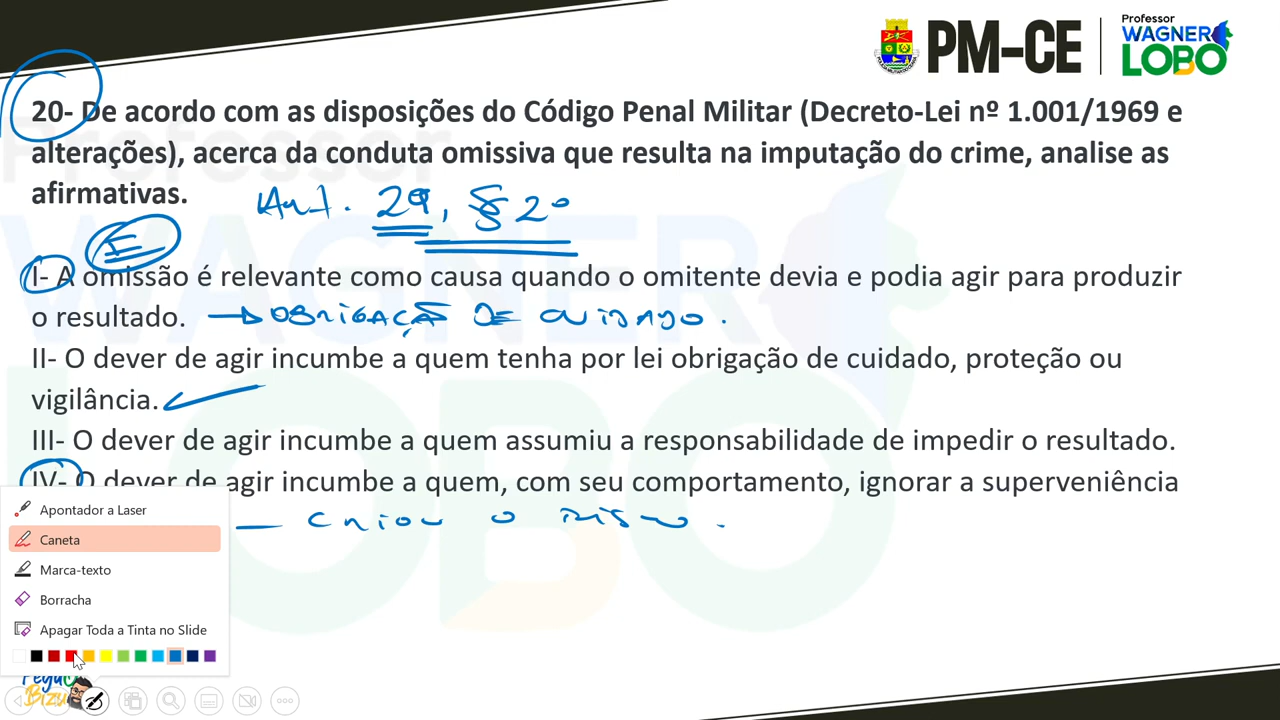 PM-CE
Professor
WAGNER
LOBO
20- De acordo com as disposições do Código Penal Militar (Decreto-Lei nº 1.001/1969 e
alterações), acerca da conduta omissiva que resulta na imputação do crime, analise as
afirmativas.
Art. 29, § 2º
E
I- A omissão é relevante como causa quando o omitente devia e podia agir para produzir
o resultado. → OBRIGAÇÃO DE CUIDADO.
II- O dever de agir incumbe a quem tenha por lei obrigação de cuidado, proteção ou
vigilância.
III- O dever de agir incumbe a quem assumiu a responsabilidade de impedir o resultado.
IV- O dever de agir incumbe a quem, com seu comportamento, ignorar a superveniência
criou o risco.
Apontador a Laser
Caneta
Marca-texto
Borracha
Apagar Toda a Tinta no Slide